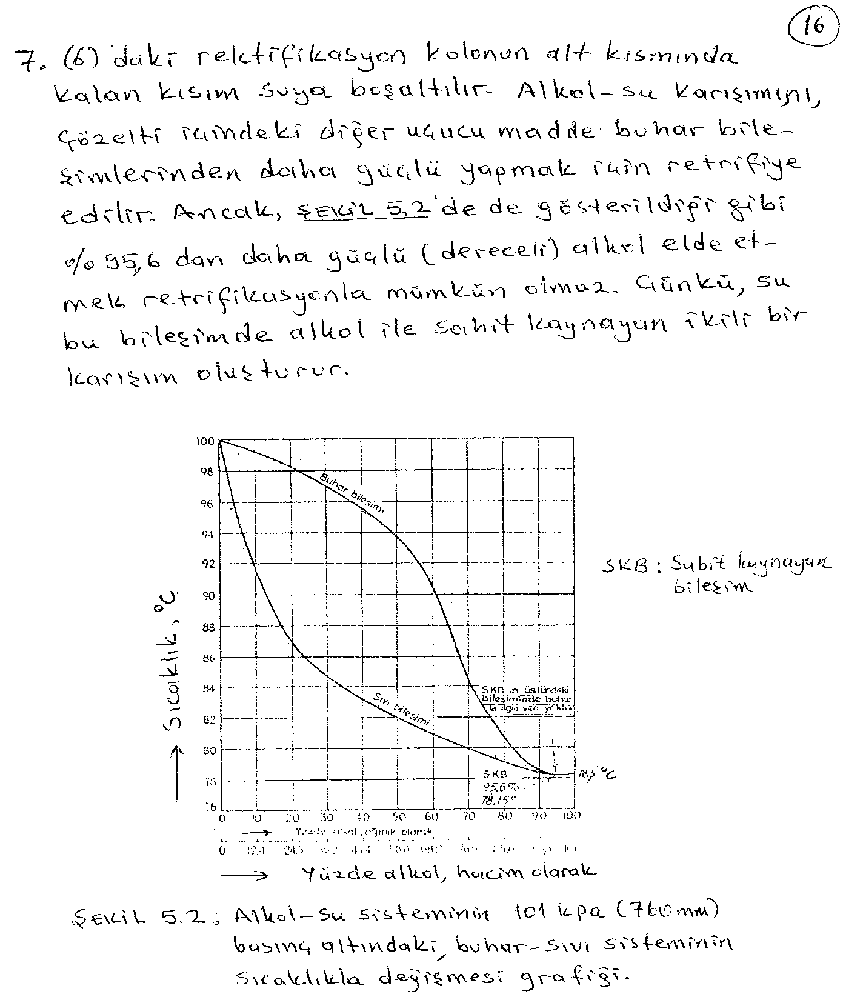 16
7. (6)'daki rektifikasyon kolonun alt kısmında
kalan kısım suya boşaltılır. Alkol-su karışımını,
çözelti içindeki diğer uçucu madde buhar bile-
şimlerinden daha güçlü yapmak için retrifiye
edilir. Ancak, ŞEKİL 5.2'de de gösterildiği gibi
%95,6 dan daha güçlü (dereceli) alkol elde et-
mek retrifikasyonla mümkün olmaz. Çünkü, su
bu bileşimde alkol ile sabit kaynayan ikili bir
karışım oluşturur.
100
98
96
94
92
90
88
86
84
82
80
78
76
Sıcaklık, °C
Buhar bileşimi
Sıvı bileşimi
SKB: Sabit kaynayan
bileşim
SKB in üstündeki
bileşimlerde buhar
la ilgili veri yoktur
SKB
95,6%
78,15°
78,3 °C
0 10 20 30 40 50 60 70 80 90 100
Yüzde alkol, ağırlık olarak
0 12,4 24,5 47,4 68,2 100
Yüzde alkol, hacim olarak
ŞEKİL 5.2: Alkol-Su sisteminin 101 kpa (760mm)
basınç altındaki, buhar-sıvı sisteminin
sıcaklıkla değişmesi grafiği.